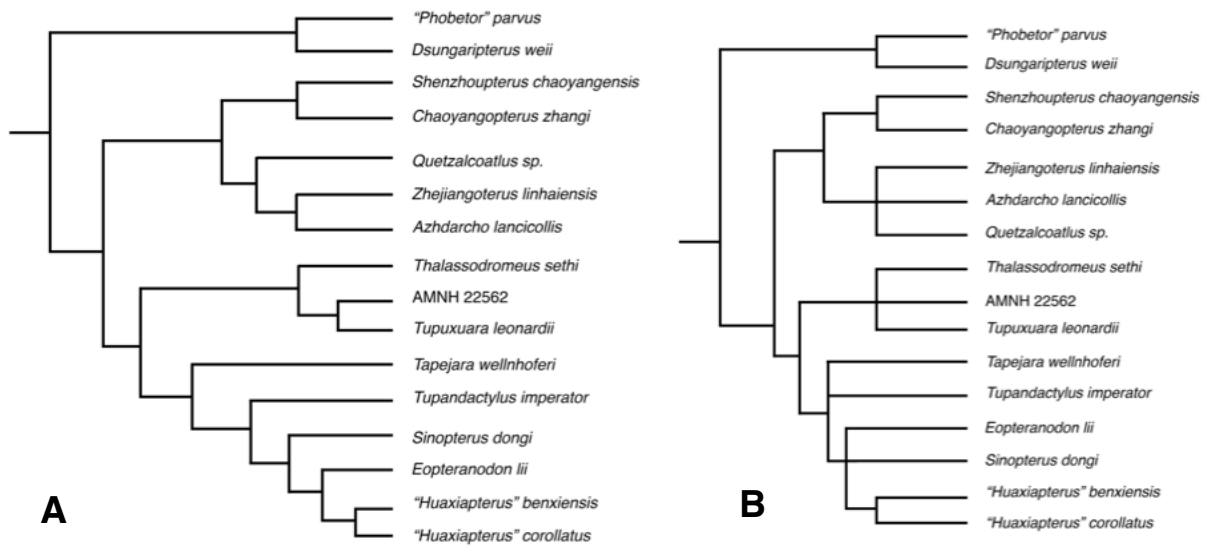 “Phobetor” parvus
Dsungaripterus weii
Shenzhoupterus chaoyangensis
Chaoyangopterus zhangi
Quetzalcoatlus sp.
Zhejiangoterus linhaiensis
Azhdarcho lancicollis
Thalassodromeus sethi
AMNH 22562
Tupuxuara leonardii
Tapejara wellnhoferi
Tupandactylus imperator
Sinopterus dongi
Eopteranodon lii
“Huaxiapterus” benxiensis
“Huaxiapterus” corollatus
A
“Phobetor” parvus
Dsungaripterus weii
Shenzhoupterus chaoyangensis
Chaoyangopterus zhangi
Zhejiangoterus linhaiensis
Azhdarcho lancicollis
Quetzalcoatlus sp.
Thalassodromeus sethi
AMNH 22562
Tupuxuara leonardii
Tapejara wellnhoferi
Tupandactylus imperator
Eopteranodon lii
Sinopterus dongi
“Huaxiapterus” benxiensis
“Huaxiapterus” corollatus
B